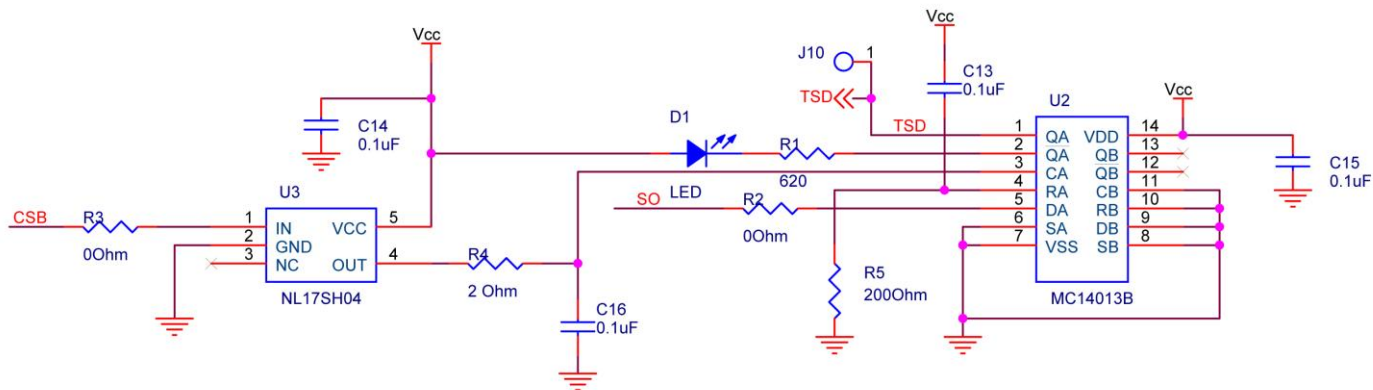 Vcc
C14
0.1uF
CSB
R3
0Ohm
U3
1
2
3
IN
GND
NC
VCC
OUT
5
4
NL17SH04
R4
2 Ohm
C16
0.1uF
D1
LED
R1
620
SO
R2
0Ohm
J10
1
TSD
TSD
Vcc
C13
0.1uF
R5
200Ohm
U2
1
2
3
4
5
6
7
QA
QA
CA
RA
DA
SA
VSS
VDD
QB
QB
CB
RB
DB
SB
14
13
12
11
10
9
8
MC14013B
Vcc
C15
0.1uF